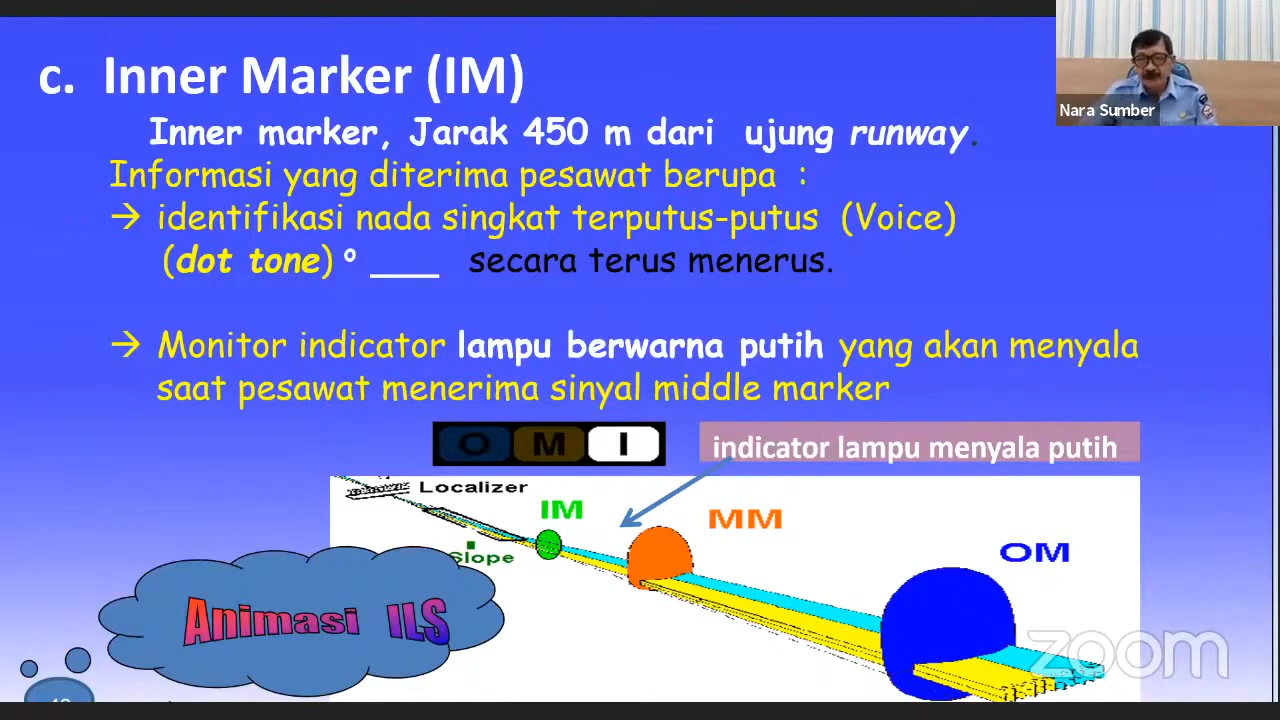 c. Inner Marker (IM)
Nara Sumber
Inner marker, Jarak 450 m dari ujung runway.
Informasi yang diterima pesawat berupa :
→ identifikasi nada singkat terputus-putus (Voice)
(dot tone) o ___ secara terus menerus.
→ Monitor indicator lampu berwarna putih yang akan menyala
saat pesawat menerima sinyal middle marker
O M I
indicator lampu menyala putih
Localizer
IM
MM
OM
Slope
Animasi ILS
zoom